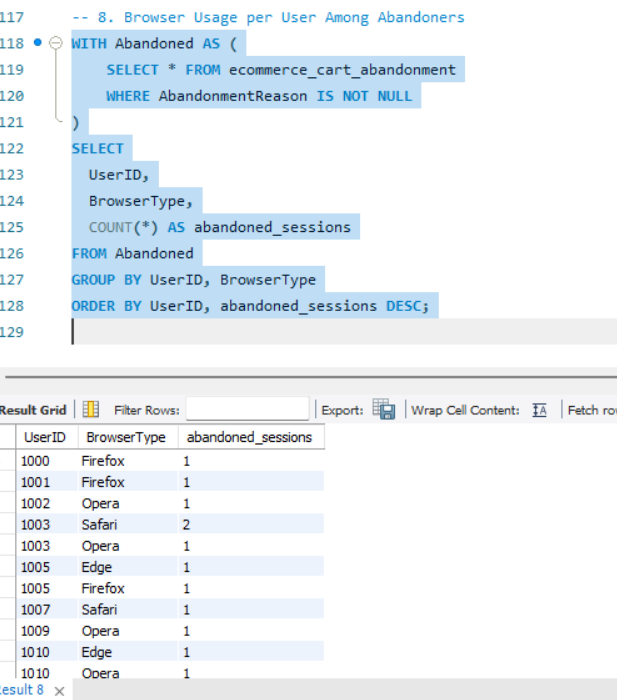 117 -- 8. Browser Usage per User Among Abandoners
118 WITH Abandoned AS (
119 SELECT * FROM ecommerce_cart_abandonment
120 WHERE AbandonmentReason IS NOT NULL
121 )
122 SELECT
123 UserID,
124 BrowserType,
125 COUNT(*) AS abandoned_sessions
126 FROM Abandoned
127 GROUP BY UserID, BrowserType
128 ORDER BY UserID, abandoned_sessions DESC;
129
Result Grid Filter Rows: Export: Wrap Cell Content: Fetch
UserID BrowserType abandoned_sessions
1000 Firefox 1
1001 Firefox 1
1002 Opera 1
1003 Safari 2
1003 Opera 1
1005 Edge 1
1005 Firefox 1
1007 Safari 1
1009 Opera 1
1010 Edge 1
1010 Opera 1
Result 8